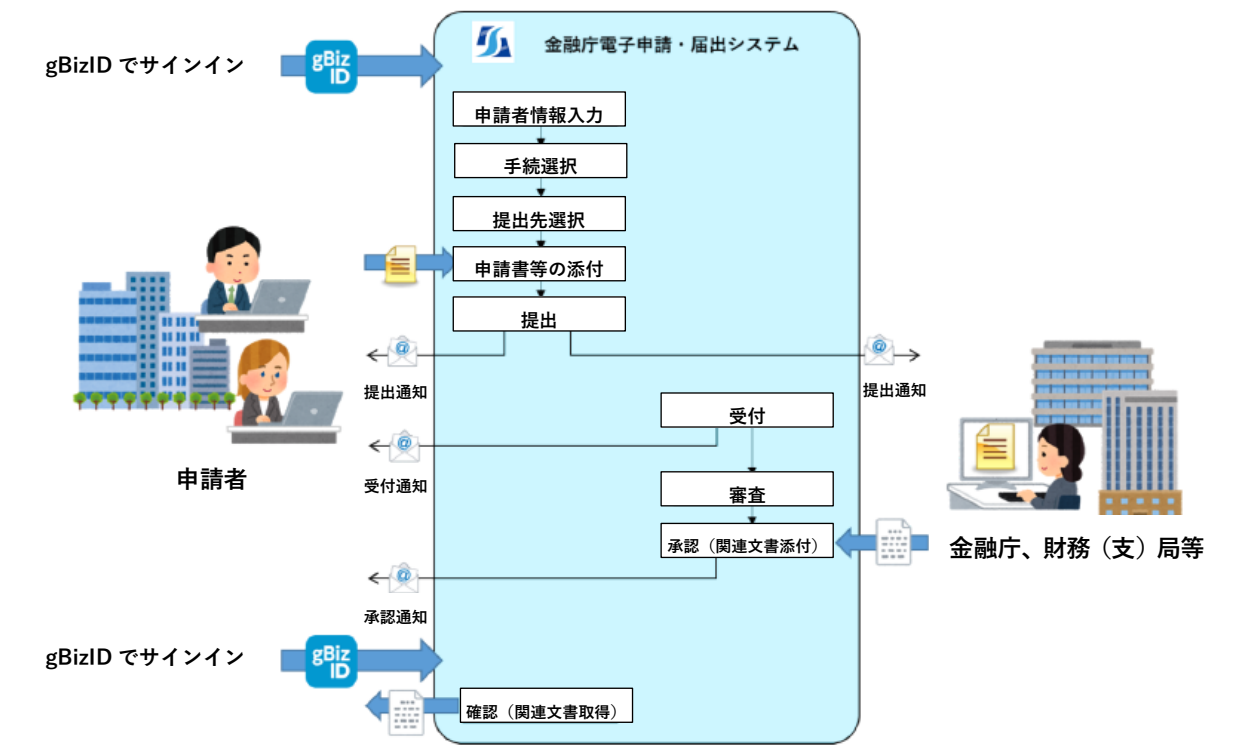 金融庁電子申請・届出システム
gBizID でサインイン
gBiz
ID
申請者情報入力
手続選択
提出先選択
申請書等の添付
提出
@
@
提出通知
提出通知
受付
@
受付通知
申請者
審査
承認（関連文書添付）
金融庁、財務（支）局等
@
承認通知
gBizID でサインイン
gBiz
ID
確認（関連文書取得）